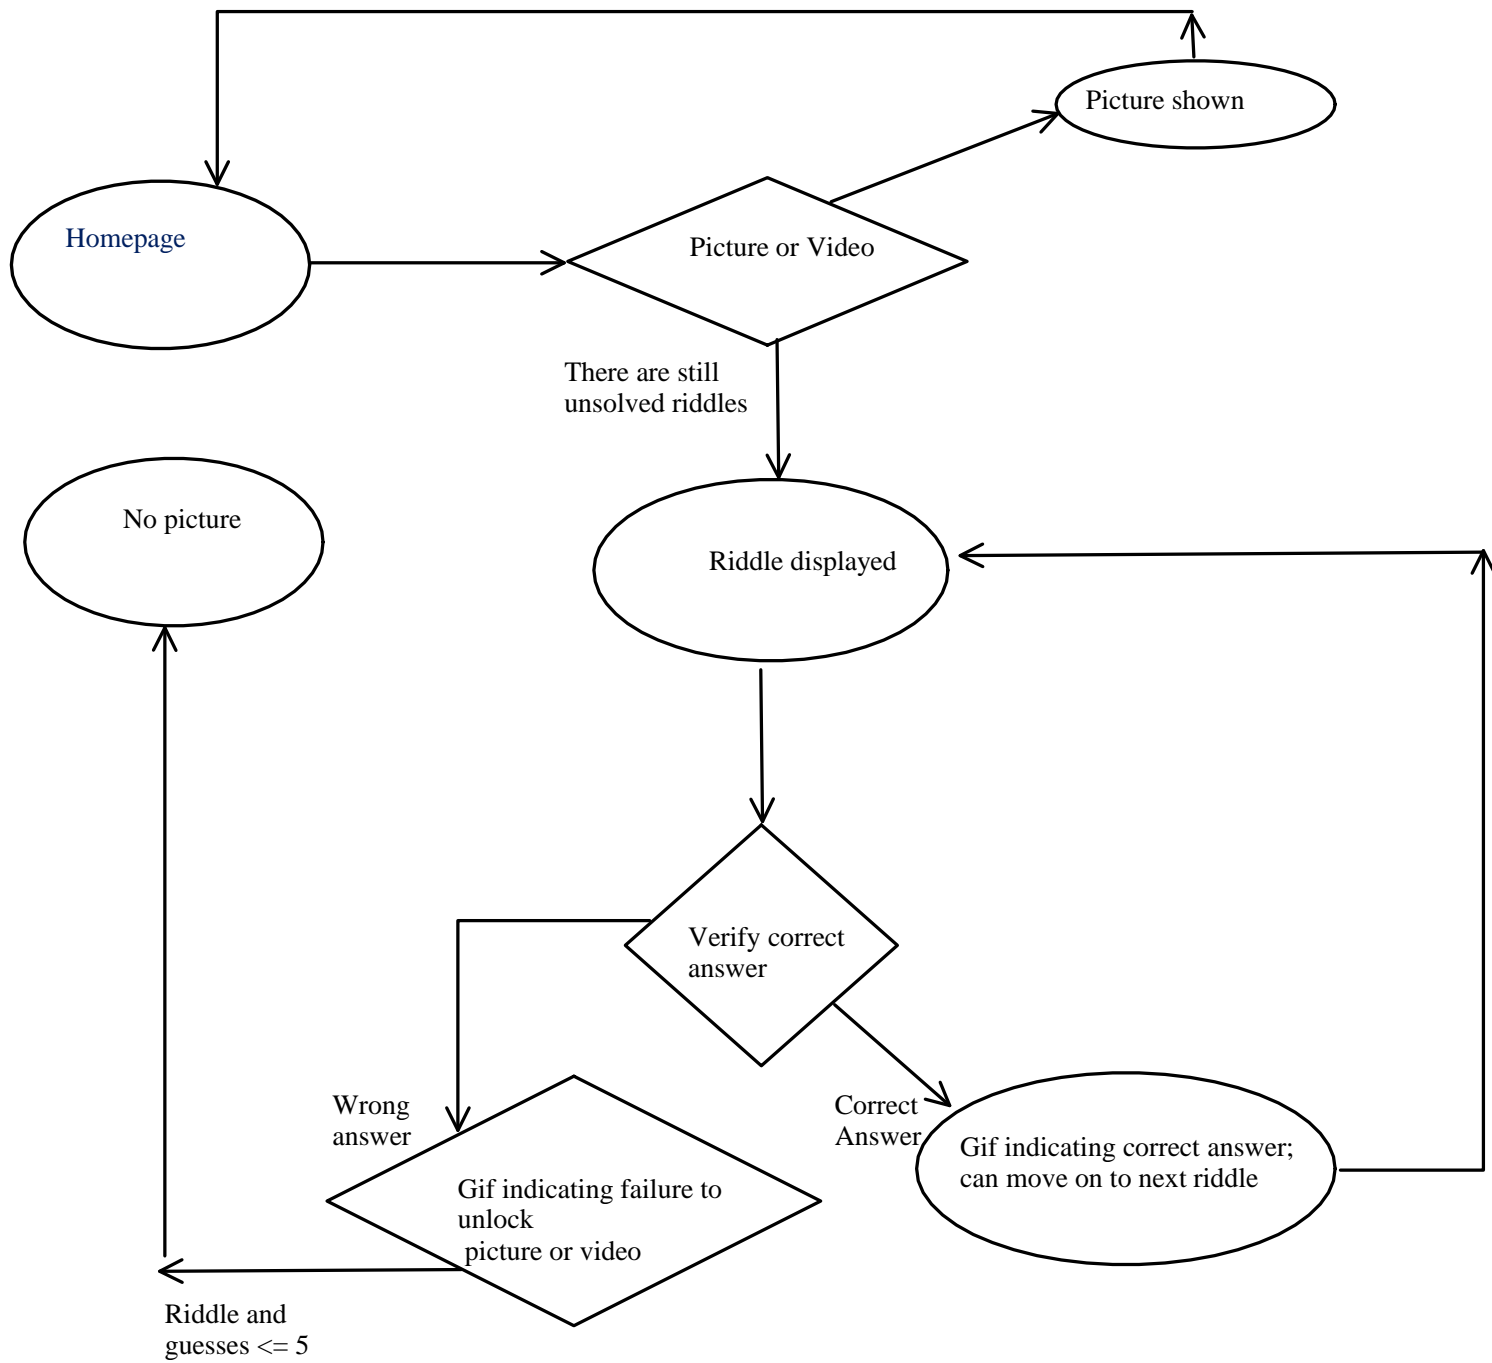 Picture shown
Homepage
Picture or Video
There are still
unsolved riddles
No picture
Riddle displayed
Verify correct
answer
Wrong
answer
Correct
Answer
Gif indicating correct answer;
can move on to next riddle
Gif indicating failure to
unlock
picture or video
Riddle and
guesses <= 5